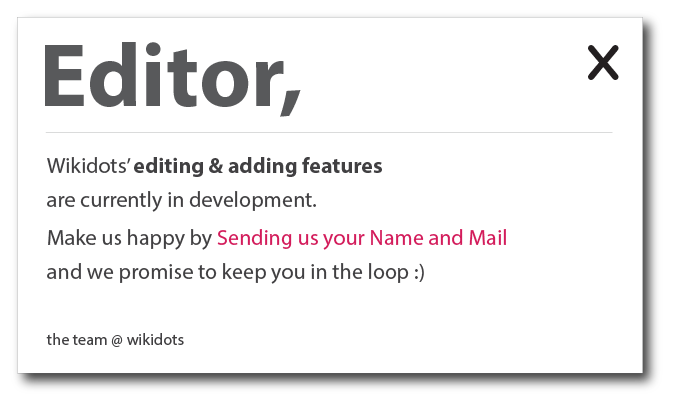 Editor,
Wikidots’ editing & adding features
are currently in development.
Make us happy by Sending us your Name and Mail
and we promise to keep you in the loop :)
the team @ wikidots